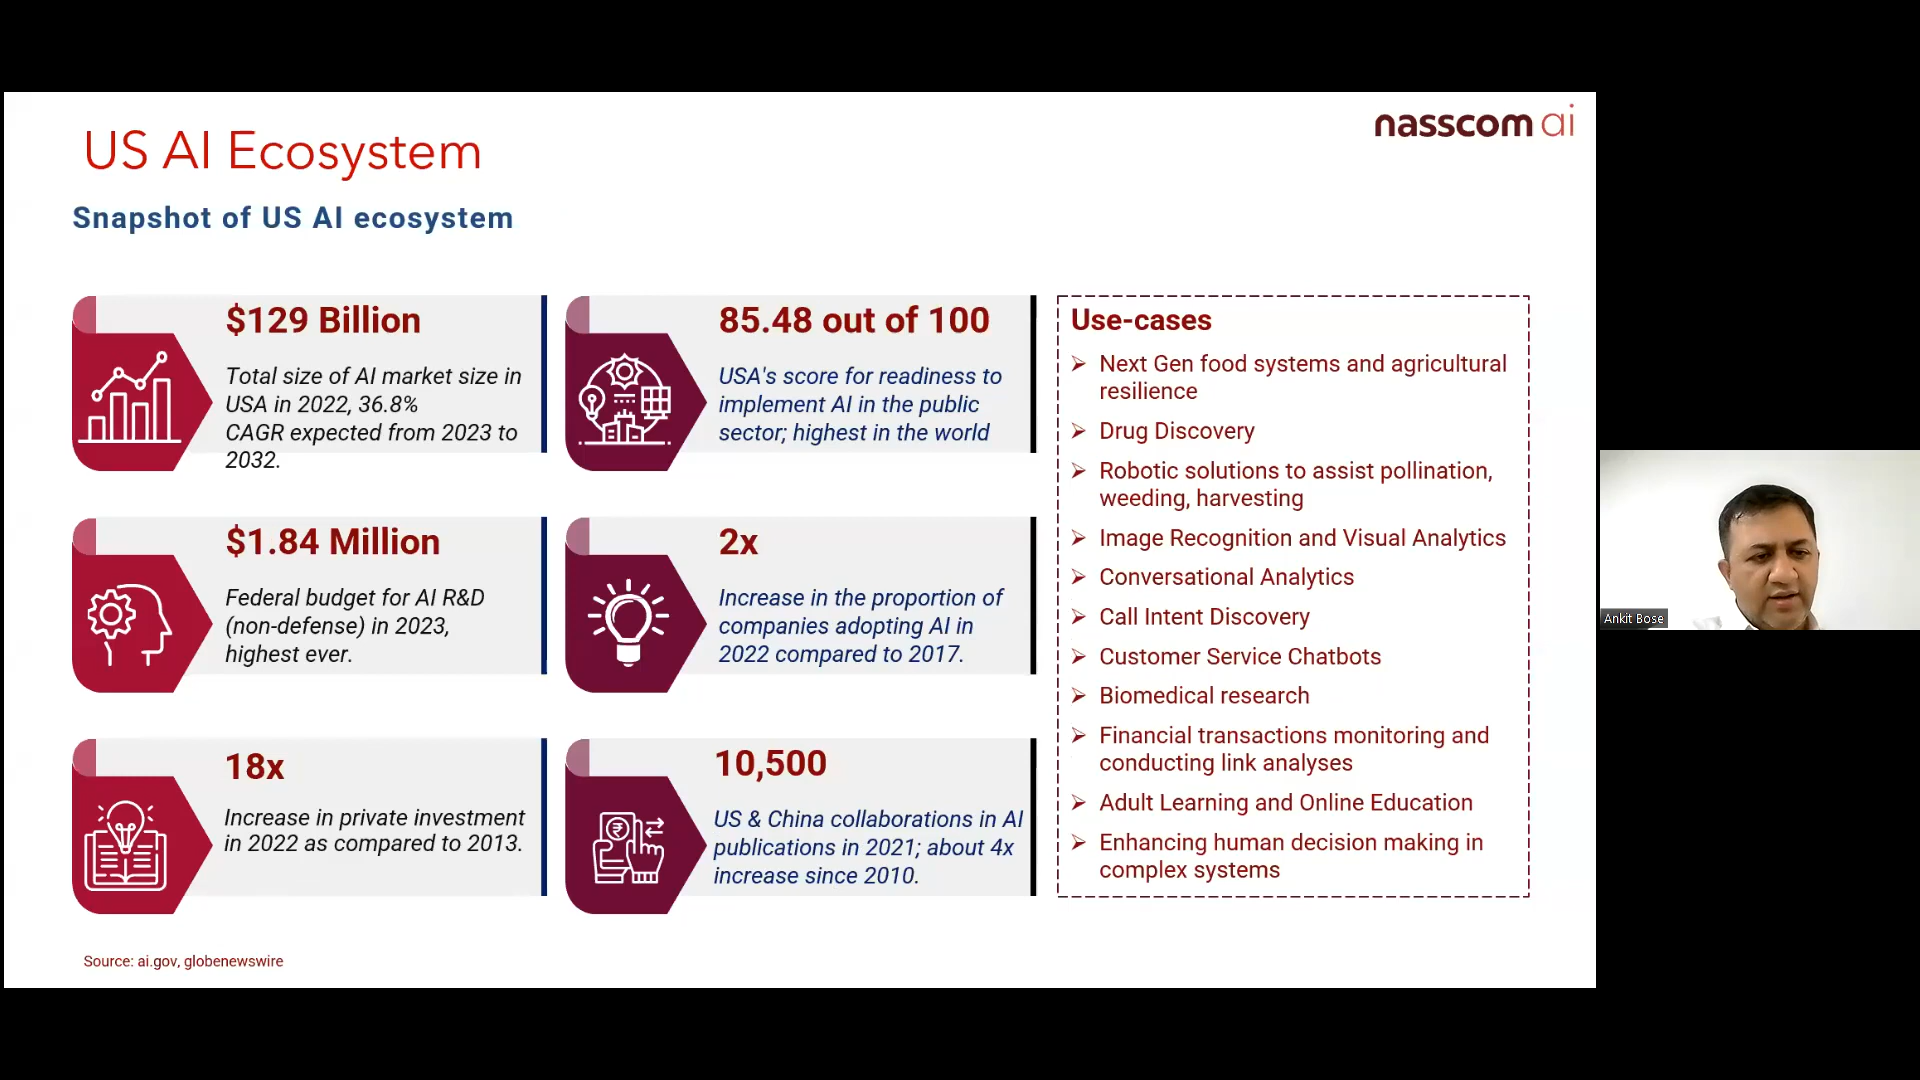 nasscom ai
US AI Ecosystem
Snapshot of US AI ecosystem
$129 Billion
Total size of AI market size in
USA in 2022, 36.8%
CAGR expected from 2023 to
2032.
85.48 out of 100
USA's score for readiness to
implement AI in the public
sector; highest in the world
$1.84 Million
Federal budget for AI R&D
(non-defense) in 2023,
highest ever.
2x
Increase in the proportion of
companies adopting AI in
2022 compared to 2017.
18x
Increase in private investment
in 2022 as compared to 2013.
10,500
US & China collaborations in AI
publications in 2021; about 4x
increase since 2010.
Use-cases
Next Gen food systems and agricultural
resilience
Drug Discovery
Robotic solutions to assist pollination,
weeding, harvesting
Image Recognition and Visual Analytics
Conversational Analytics
Call Intent Discovery
Customer Service Chatbots
Biomedical research
Financial transactions monitoring and
conducting link analyses
Adult Learning and Online Education
Enhancing human decision making in
complex systems
Source: ai.gov, globenewswire
Ankit Bose